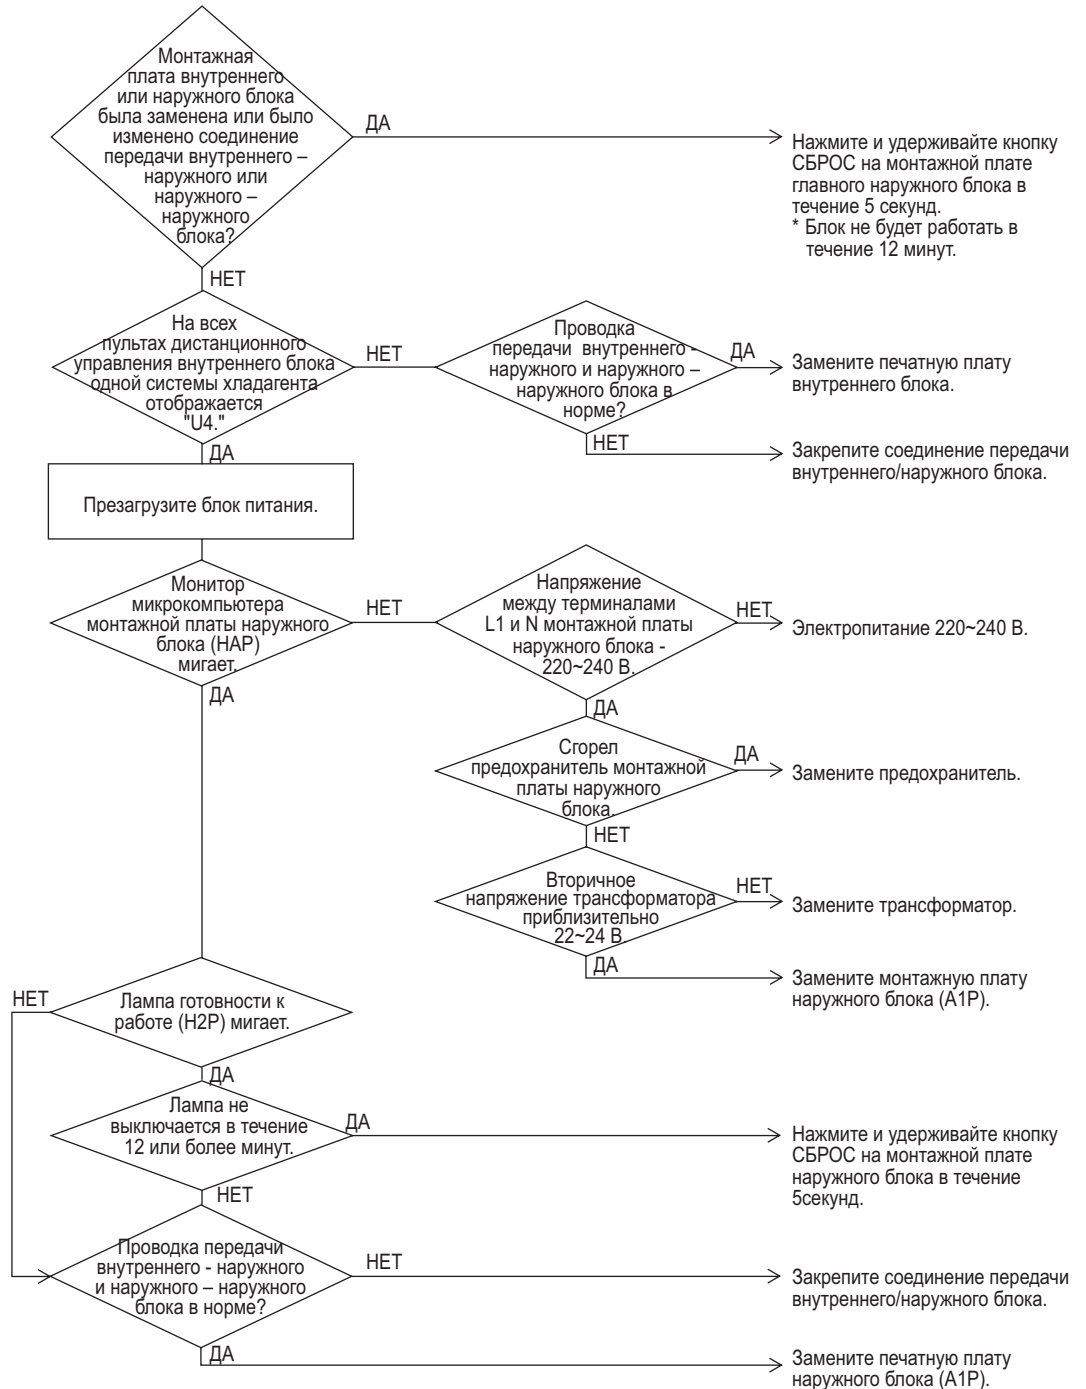 Монтажная
плата внутреннего
или наружного блока
была заменена или было
изменено соединение
передачи внутреннего –
наружного или
наружного –
наружного
блока?
ДА
Нажмите и удерживайте кнопку
СБРОС на монтажной плате
главного наружного блока в
течение 5 секунд.
* Блок не будет работать в
течение 12 минут.
НЕТ
На всех
пультах дистанционного
управления внутреннего блока
одной системы хладагента
отображается
"U4."
НЕТ
Проводка
передачи внутреннего -
наружного и наружного –
наружного блока в
норме?
ДА
Замените печатную плату
внутреннего блока.
НЕТ
Закрепите соединение передачи
внутреннего/наружного блока.
ДА
Презагрузите блок питания.
Монитор
микрокомпьютера
монтажной платы наружного
блока (HAP)
мигает.
НЕТ
Напряжение
между терминалами
L1 и N монтажной платы
наружного блока -
220~240 В.
НЕТ
Электропитание 220~240 В.
ДА
ДА
Сгорел
предохранитель монтажной
платы наружного
блока.
ДА
Замените предохранитель.
НЕТ
Вторичное
напряжение трансформатора
приблизительно
22~24 В.
НЕТ
Замените трансформатор.
ДА
Замените монтажную плату
наружного блока (A1P).
НЕТ
Лампа готовности к
работе (H2P) мигает.
ДА
Лампа не
выключается в течение
12 или более минут.
ДА
Нажмите и удерживайте кнопку
СБРОС на монтажной плате
наружного блока в течение
5секунд.
НЕТ
Проводка передачи
внутреннего - наружного
и наружного – наружного
блока в норме?
НЕТ
Закрепите соединение передачи
внутреннего/наружного блока.
ДА
Замените печатную плату
наружного блока (A1P).